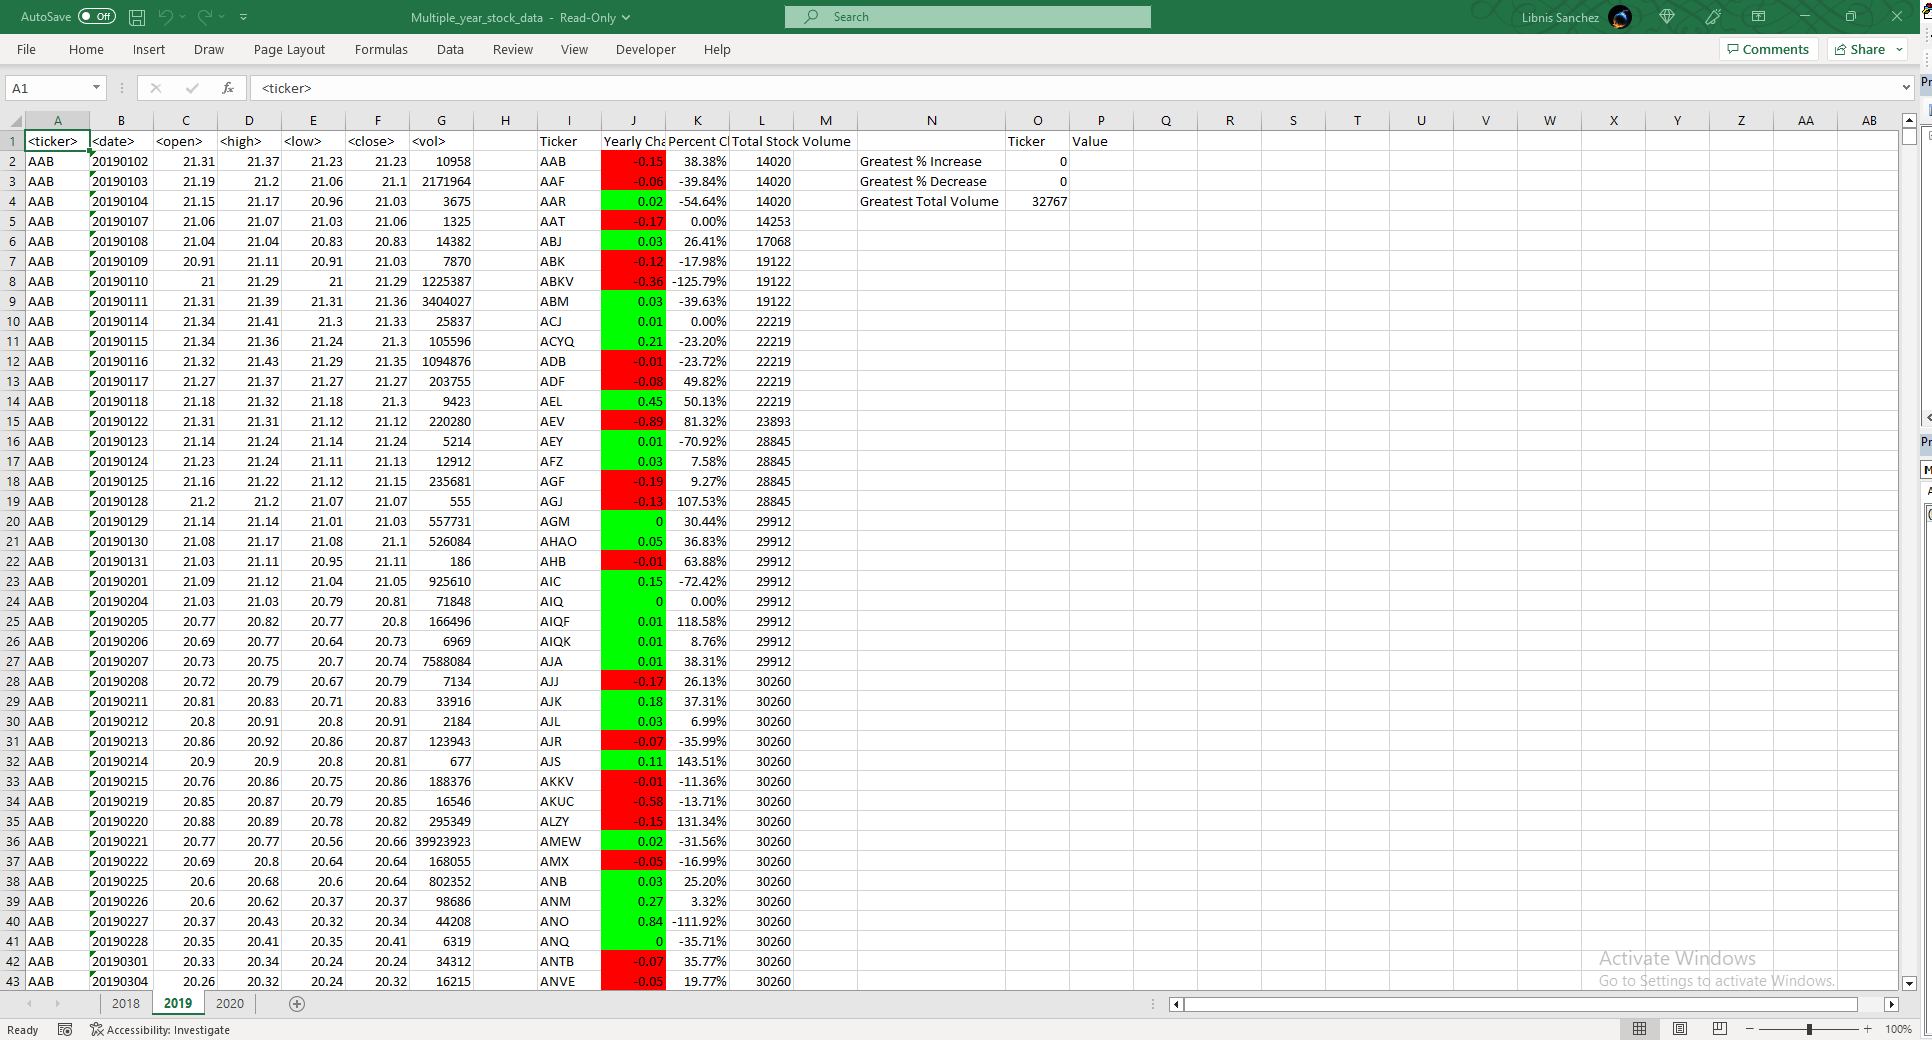 AutoSave Off Multiple_year_stock_data - Read-Only Search Libnis Sanchez
File Home Insert Draw Page Layout Formulas Data Review View Developer Help Comments Share
A1 fx <ticker>
A B C D E F G H I J K L M N O P Q R S T U V W X Y Z AA AB
1 <ticker> <date> <open> <high> <low> <close> <vol> Ticker Yearly Cha Percent Cl Total Stock Volume Ticker Value
2 AAB 20190102 21.31 21.37 21.23 21.23 10958 AAB -0.15 38.38% 14020 Greatest % Increase 0
3 AAB 20190103 21.19 21.2 21.06 21.1 2171964 AAF -0.06 -39.84% 14020 Greatest % Decrease 0
4 AAB 20190104 21.15 21.17 20.96 21.03 3675 AAR 0.02 -54.64% 14020 Greatest Total Volume 32767
5 AAB 20190107 21.06 21.07 21.03 21.06 1325 AAT -0.17 0.00% 14253
6 AAB 20190108 21.04 21.04 20.83 20.83 14382 ABJ 0.03 26.41% 17068
7 AAB 20190109 20.91 21.11 20.91 21.03 7870 ABK -0.12 -17.98% 19122
8 AAB 20190110 21 21.29 21 21.29 1225387 ABKV -0.36 -125.79% 19122
9 AAB 20190111 21.31 21.39 21.31 21.36 3404027 ABM 0.03 -39.63% 19122
10 AAB 20190114 21.34 21.41 21.3 21.33 25837 ACJ 0.01 0.00% 22219
11 AAB 20190115 21.34 21.36 21.24 21.3 105596 ACYQ 0.21 -23.20% 22219
12 AAB 20190116 21.32 21.43 21.29 21.35 1094876 ADB -0.01 -23.72% 22219
13 AAB 20190117 21.27 21.37 21.27 21.27 203755 ADF -0.08 49.82% 22219
14 AAB 20190118 21.18 21.32 21.18 21.3 9423 AEL 0.45 50.13% 22219
15 AAB 20190122 21.31 21.31 21.12 21.12 220280 AEV -0.89 81.32% 23893
16 AAB 20190123 21.14 21.24 21.14 21.24 5214 AEY 0.01 -70.92% 28845
17 AAB 20190124 21.23 21.24 21.11 21.13 12912 AFZ 0.03 7.58% 28845
18 AAB 20190125 21.16 21.22 21.12 21.15 235681 AGF -0.19 9.27% 28845
19 AAB 20190128 21.2 21.2 21.07 21.07 555 AGJ -0.13 107.53% 28845
20 AAB 20190129 21.14 21.14 21.01 21.03 557731 AGM 0 30.44% 29912
21 AAB 20190130 21.08 21.17 21.08 21.1 526084 AHAO 0.05 36.83% 29912
22 AAB 20190131 21.03 21.11 20.95 21.11 186 AHB -0.01 63.88% 29912
23 AAB 20190201 21.09 21.12 21.04 21.05 925610 AIC 0.15 -72.42% 29912
24 AAB 20190204 21.03 21.03 20.79 20.81 71848 AIQ 0 0.00% 29912
25 AAB 20190205 20.77 20.82 20.77 20.8 166496 AIQF 0.01 118.58% 29912
26 AAB 20190206 20.69 20.77 20.64 20.73 6969 AIQK 0.01 8.76% 29912
27 AAB 20190207 20.73 20.75 20.7 20.74 7588084 AJA 0.01 38.31% 29912
28 AAB 20190208 20.72 20.79 20.67 20.79 7134 AJJ -0.17 26.13% 30260
29 AAB 20190211 20.81 20.83 20.71 20.83 33916 AJK 0.18 37.31% 30260
30 AAB 20190212 20.8 20.91 20.8 20.91 2184 AJL 0.03 6.99% 30260
31 AAB 20190213 20.86 20.92 20.86 20.87 123943 AJR -0.07 -35.99% 30260
32 AAB 20190214 20.9 20.9 20.8 20.81 677 AJS 0.11 143.51% 30260
33 AAB 20190215 20.76 20.86 20.75 20.86 188376 AKKV -0.01 -11.36% 30260
34 AAB 20190219 20.85 20.87 20.79 20.85 16546 AKUC -0.58 -13.71% 30260
35 AAB 20190220 20.88 20.89 20.78 20.82 295349 ALZY -0.15 131.34% 30260
36 AAB 20190221 20.77 20.77 20.56 20.66 39923923 AMEW 0.02 -31.56% 30260
37 AAB 20190222 20.69 20.8 20.64 20.64 168055 AMX -0.05 -16.99% 30260
38 AAB 20190225 20.6 20.68 20.6 20.64 802352 ANB 0.03 25.20% 30260
39 AAB 20190226 20.6 20.62 20.37 20.37 98686 ANM 0.27 3.32% 30260
40 AAB 20190227 20.37 20.43 20.32 20.34 44208 ANO 0.84 -111.92% 30260
41 AAB 20190228 20.35 20.41 20.35 20.41 6319 ANQ 0 -35.71% 30260
42 AAB 20190301 20.33 20.34 20.24 20.24 34312 ANTB -0.07 35.77% 30260
43 AAB 20190304 20.26 20.32 20.24 20.32 16215 ANVE -0.05 19.77% 30260
Activate Windows
Go to Settings to activate Windows.
2018 2019 2020
Ready Accessibility: Investigate 100%